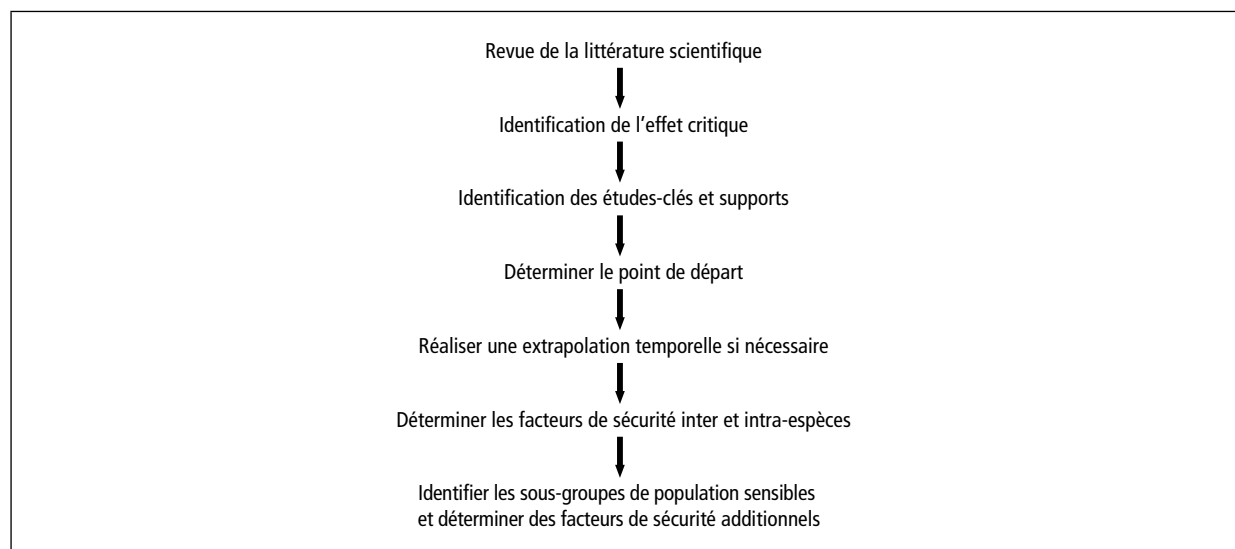 Revue de la littérature scientifique
Identification de l’effet critique
Identification des études-clés et supports
Déterminer le point de départ
Réaliser une extrapolation temporelle si nécessaire
Déterminer les facteurs de sécurité inter et intra-espèces
Identifier les sous-groupes de population sensibles
et déterminer des facteurs de sécurité additionnels